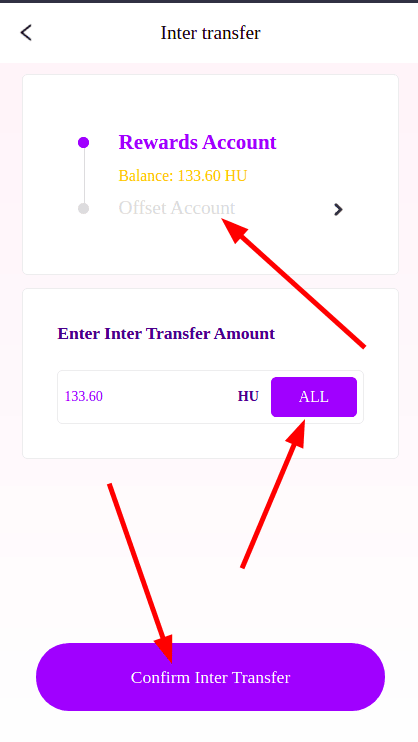 Inter transfer
Rewards Account
Balance: 133.60 HU
Offset Account
Enter Inter Transfer Amount
133.60 HU ALL
Confirm Inter Transfer